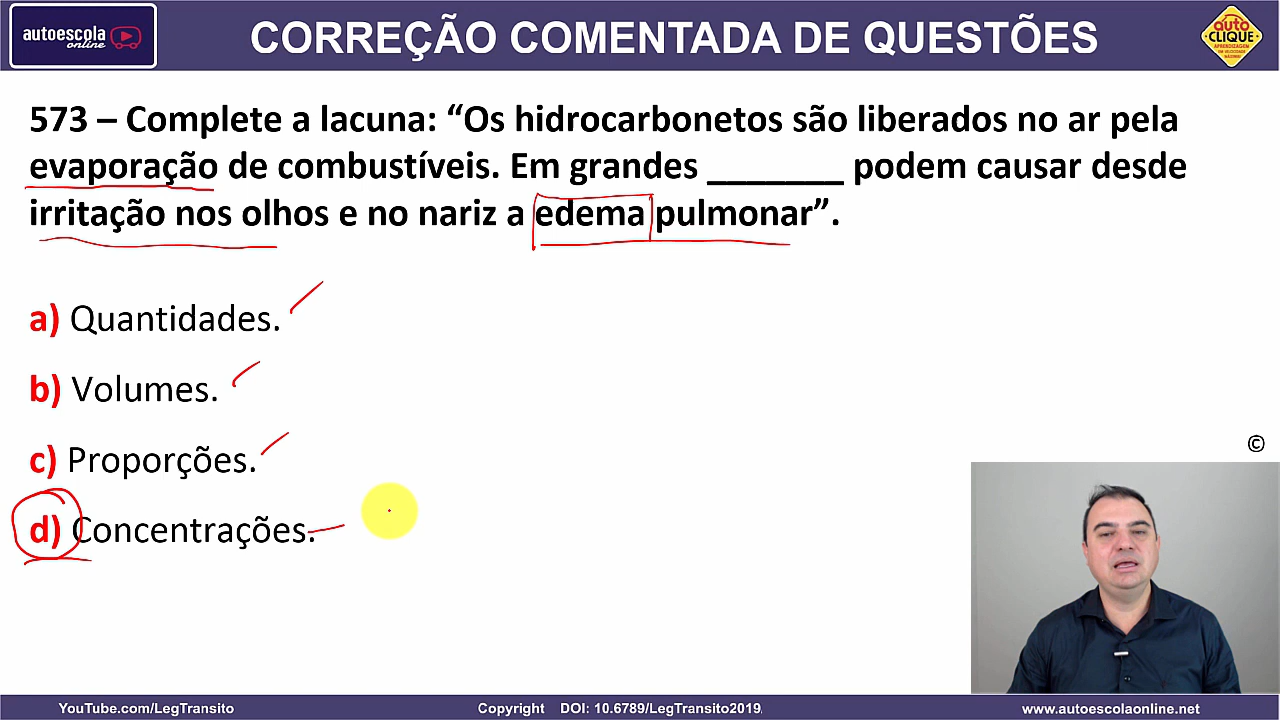 autoescola
online
CORREÇÃO COMENTADA DE QUESTÕES
auto
CLIQUE
573 – Complete a lacuna: “Os hidrocarbonetos são liberados no ar pela
evaporação de combustíveis. Em grandes _______ podem causar desde
irritação nos olhos e no nariz a edema pulmonar”.
a) Quantidades.
b) Volumes.
c) Proporções.
d) Concentrações.
©
YouTube.com/LegTransito
Copyright DOI: 10.6789/LegTransito2019.
www.autoescolaonline.net